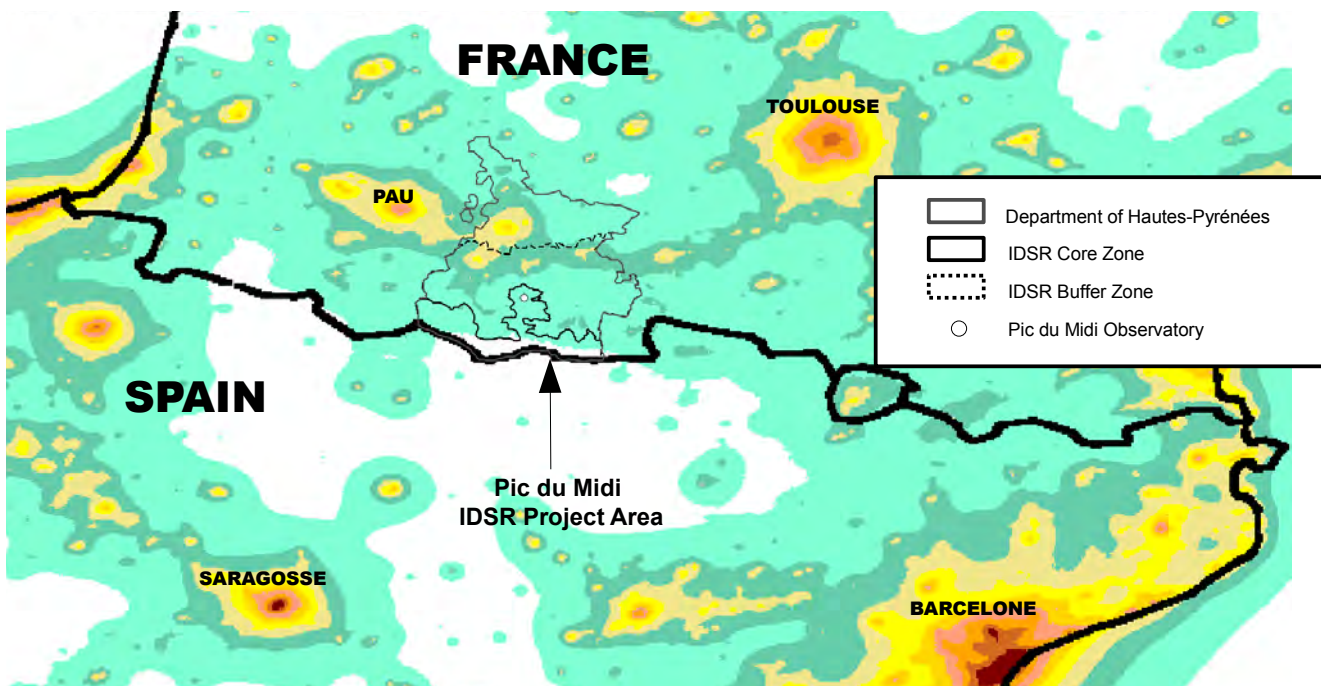 FRANCE
TOULOUSE
PAU
Department of Hautes-Pyrénées
IDSR Core Zone
IDSR Buffer Zone
Pic du Midi Observatory
SPAIN
Pic du Midi
IDSR Project Area
SARAGOSSE
BARCELONE